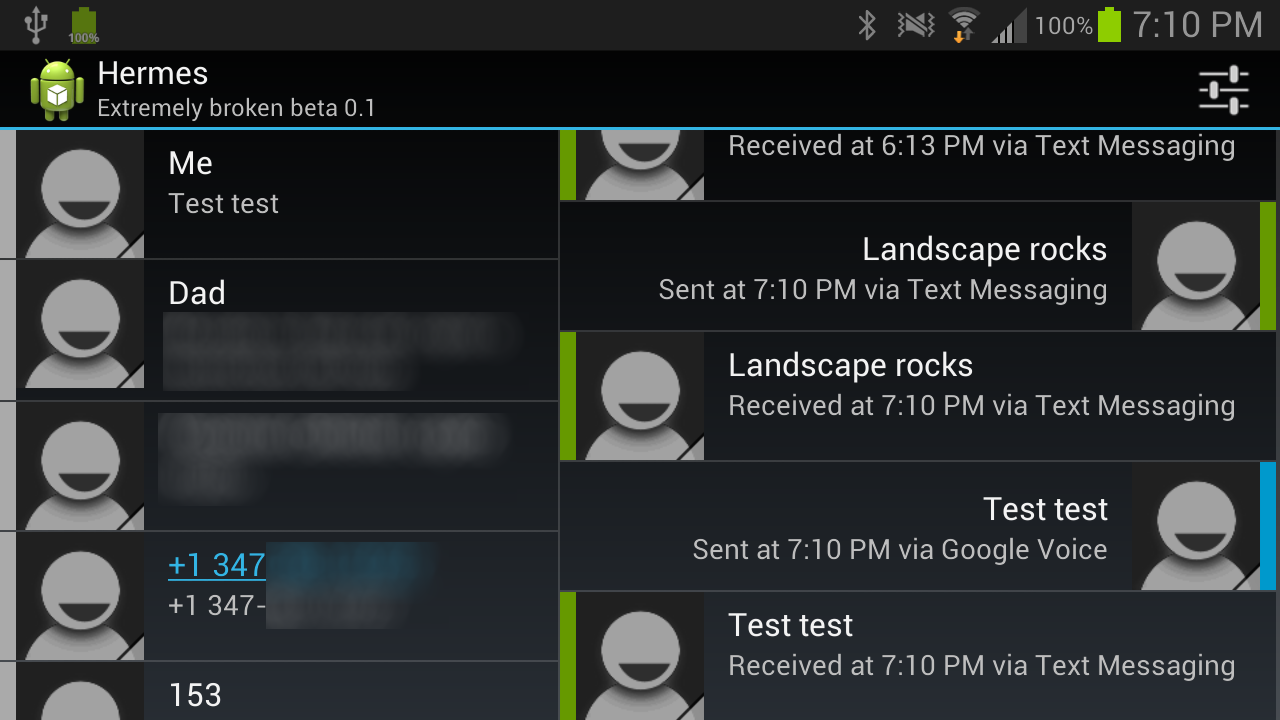 100%
100%
7:10 PM
Hermes
Extremely broken beta 0.1
Me
Test test
Dad
+1 347
+1 347-
153
Received at 6:13 PM via Text Messaging
Landscape rocks
Sent at 7:10 PM via Text Messaging
Landscape rocks
Received at 7:10 PM via Text Messaging
Test test
Sent at 7:10 PM via Google Voice
Test test
Received at 7:10 PM via Text Messaging